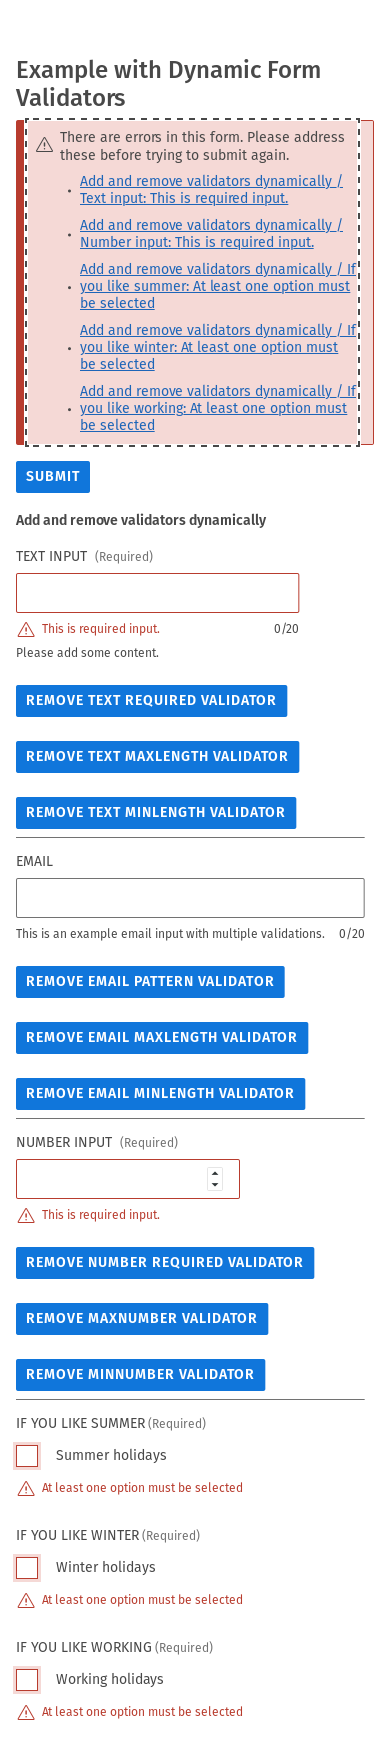 Example with Dynamic Form
Validators
There are errors in this form. Please address
these before trying to submit again.
Add and remove validators dynamically /
Text input: This is required input.
Add and remove validators dynamically /
Number input: This is required input.
Add and remove validators dynamically / If
you like summer: At least one option must
be selected
Add and remove validators dynamically / If
you like winter: At least one option must
be selected
Add and remove validators dynamically / If
you like working: At least one option must
be selected
SUBMIT
Add and remove validators dynamically
TEXT INPUT (Required)
This is required input. 0/20
Please add some content.
REMOVE TEXT REQUIRED VALIDATOR
REMOVE TEXT MAXLENGTH VALIDATOR
REMOVE TEXT MINLENGTH VALIDATOR
EMAIL
This is an example email input with multiple validations. 0/20
REMOVE EMAIL PATTERN VALIDATOR
REMOVE EMAIL MAXLENGTH VALIDATOR
REMOVE EMAIL MINLENGTH VALIDATOR
NUMBER INPUT (Required)
This is required input.
REMOVE NUMBER REQUIRED VALIDATOR
REMOVE MAXNUMBER VALIDATOR
REMOVE MINNUMBER VALIDATOR
IF YOU LIKE SUMMER (Required)
Summer holidays
At least one option must be selected
IF YOU LIKE WINTER (Required)
Winter holidays
At least one option must be selected
IF YOU LIKE WORKING (Required)
Working holidays
At least one option must be selected